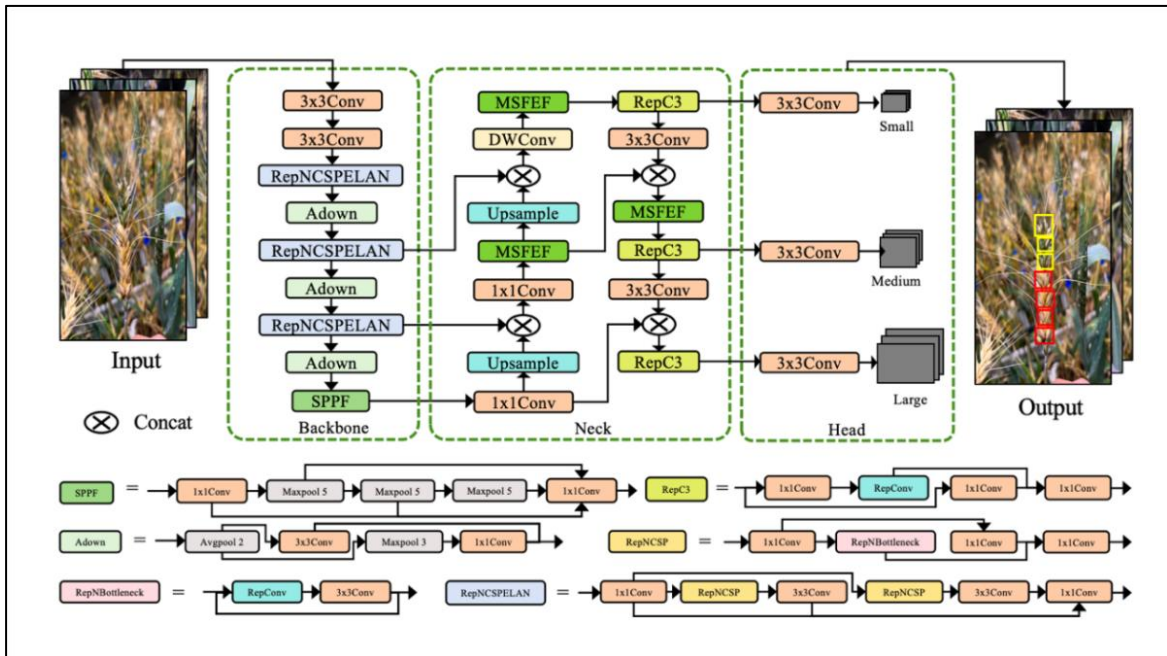 Input
3x3Conv
3x3Conv
RepNCSPELAN
Adown
RepNCSPELAN
Adown
RepNCSPELAN
Adown
SPPF
Backbone
MSFEF
DWConv
Upsample
MSFEF
1x1Conv
Upsample
1x1Conv
RepC3
3x3Conv
MSFEF
RepC3
3x3Conv
RepC3
Neck
3x3Conv
Small
3x3Conv
Medium
3x3Conv
Large
Head
Output
Concat
SPPF = 1x1Conv Maxpool 5 Maxpool 5 Maxpool 5 1x1Conv
RepC3 = 1x1Conv RepConv 1x1Conv 1x1Conv
Adown = Avgpool 2 3x3Conv Maxpool 3 1x1Conv
RepNCSP = 1x1Conv RepNBottleneck 1x1Conv 1x1Conv
RepNBottleneck = RepConv 3x3Conv
RepNCSPELAN = 1x1Conv RepNCSP 3x3Conv RepNCSP 3x3Conv 1x1Conv